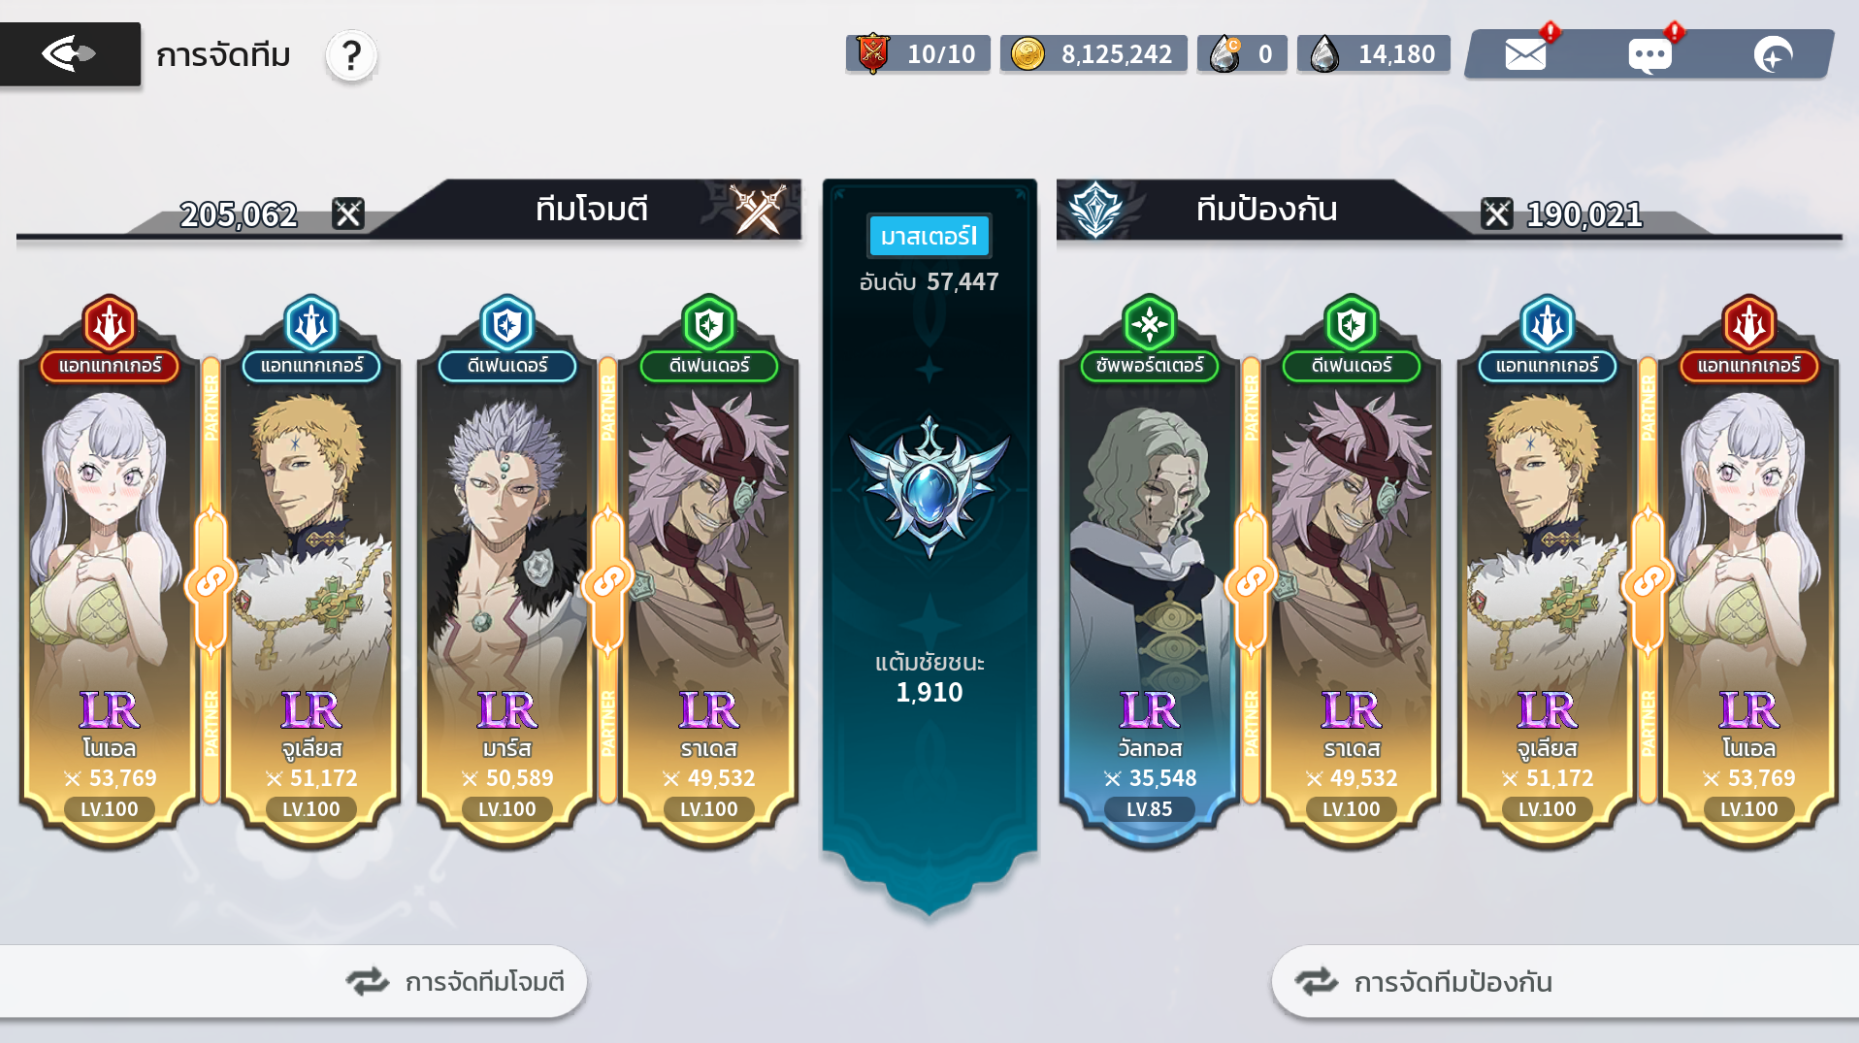 การจัดทีม
?
10/10
8,125,242
0
14,180
205,062
ทีมโจมตี
แอทแทกเกอร์
PARTNER
PARTNER
LR
โนเอล
53,769
LV.100
แอทแทกเกอร์
LR
จูเลียส
51,172
LV.100
ดีเฟนเดอร์
PARTNER
PARTNER
LR
มาร์ส
50,589
LV.100
ดีเฟนเดอร์
LR
ราเดส
49,532
LV.100
มาสเตอร์I
อันดับ 57,447
แต้มชัยชนะ
1,910
ทีมป้องกัน
190,021
ซัพพอร์ตเตอร์
PARTNER
PARTNER
LR
วัลทอส
35,548
LV.85
ดีเฟนเดอร์
LR
ราเดส
49,532
LV.100
แอทแทกเกอร์
PARTNER
PARTNER
LR
จูเลียส
51,172
LV.100
แอทแทกเกอร์
LR
โนเอล
53,769
LV.100
การจัดทีมโจมตี
การจัดทีมป้องกัน